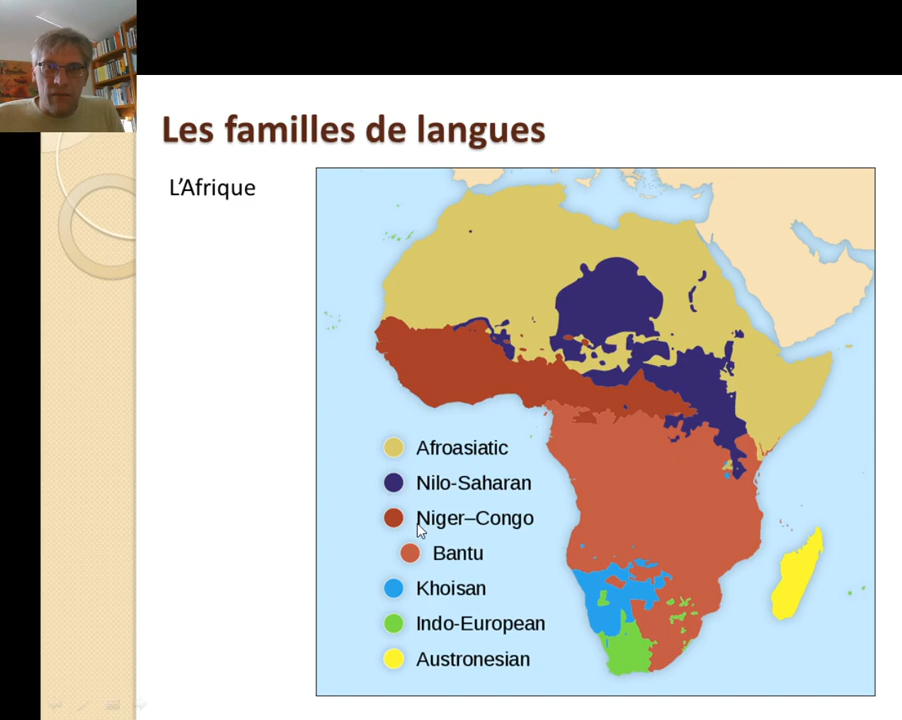 Les familles de langues
L'Afrique
Afroasiatic
Nilo-Saharan
Niger–Congo
Bantu
Khoisan
Indo-European
Austronesian